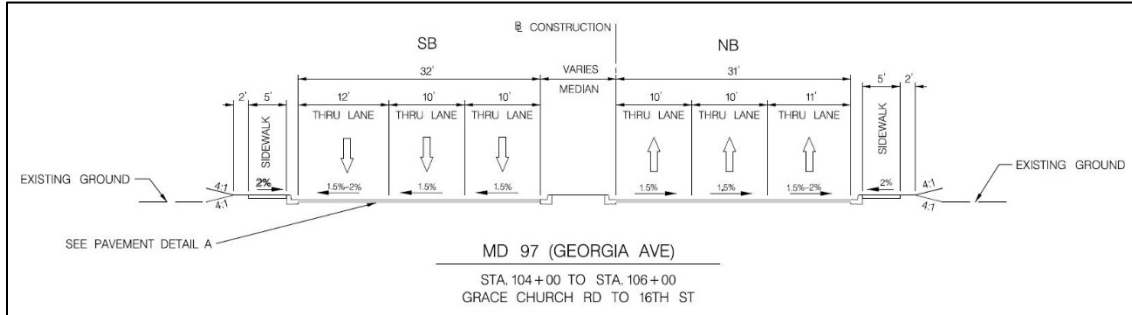 ℄ CONSTRUCTION
SB
NB
32'
VARIES
31'
MEDIAN
2'
5'
12'
10'
10'
10'
10'
11'
5'
2'
SIDEWALK
THRU LANE
THRU LANE
THRU LANE
THRU LANE
THRU LANE
THRU LANE
SIDEWALK
EXISTING GROUND
4:1
4:1
2%
1.5%-2%
1.5%
1.5%
1.5%
1.5%
1.5%-2%
2%
4:1
4:1
EXISTING GROUND
SEE PAVEMENT DETAIL A
MD 97 (GEORGIA AVE)
STA. 104+00 TO STA. 106+00
GRACE CHURCH RD TO 16TH ST